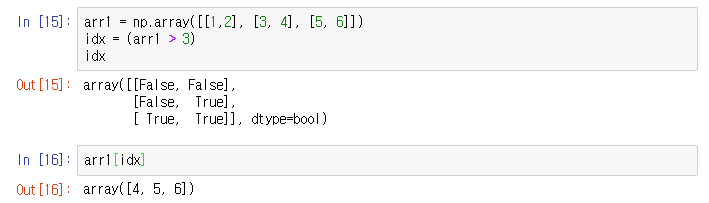 In [15]: arr1 = np.array([[1,2], [3, 4], [5, 6]])
idx = (arr1 > 3)
idx
Out[15]: array([[False, False],
[False,  True],
[ True,  True]], dtype=bool)
In [16]: arr1[idx]
Out[16]: array([4, 5, 6])